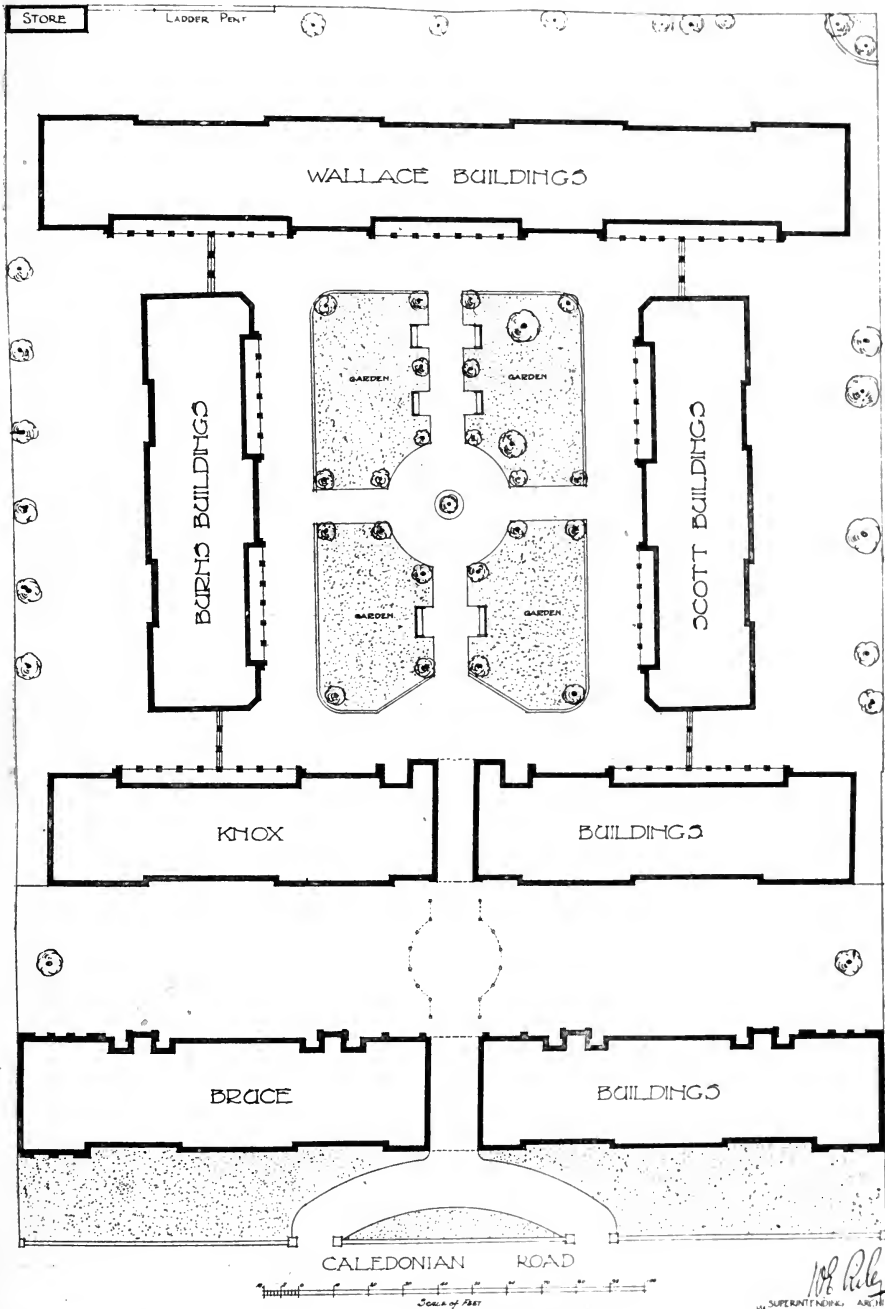 STORE
LADDER PENT
WALLACE BUILDINGS
BURNS BUILDINGS
GARDEN
GARDEN
SCOTT BUILDINGS
GARDEN
GARDEN
KNOX BUILDINGS
BRUCE BUILDINGS
CALEDONIAN ROAD
SCALE OF FEET
SUPERINTENDING